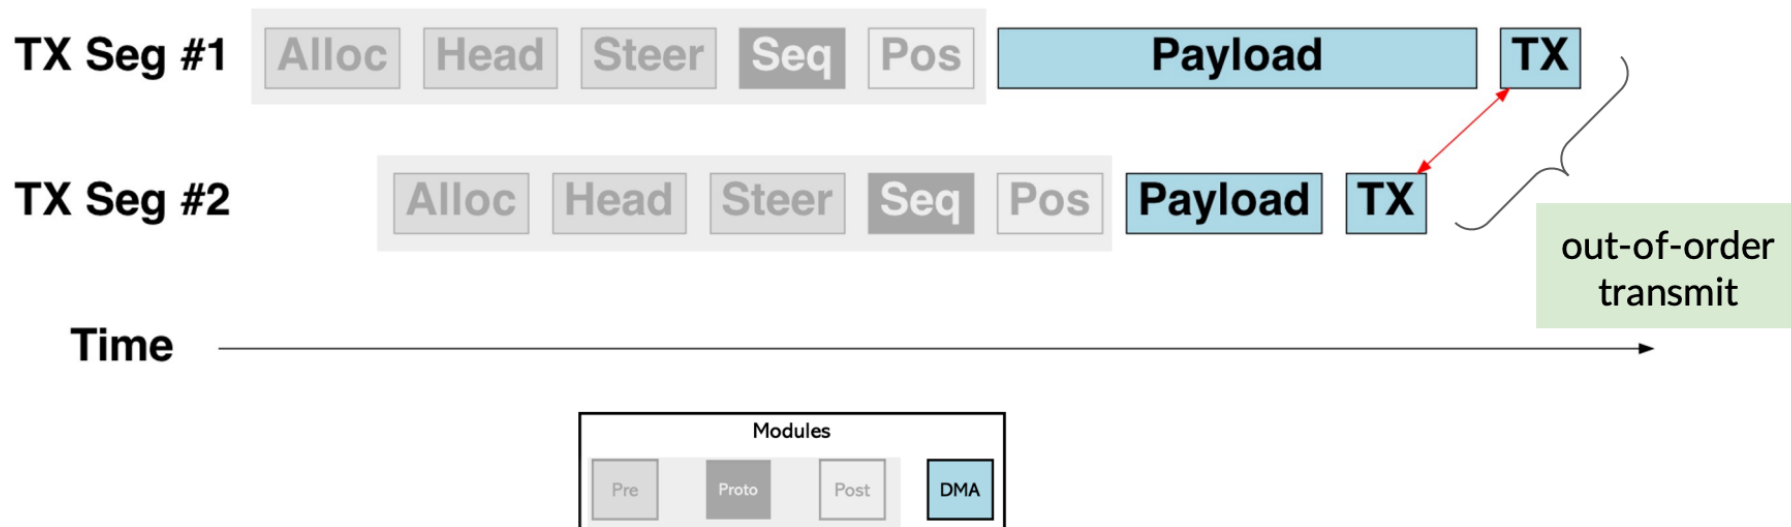 TX Seg #1 Alloc Head Steer Seq Pos Payload TX
TX Seg #2 Alloc Head Steer Seq Pos Payload TX
out-of-order
transmit
Time
Modules
Pre Proto Post DMA